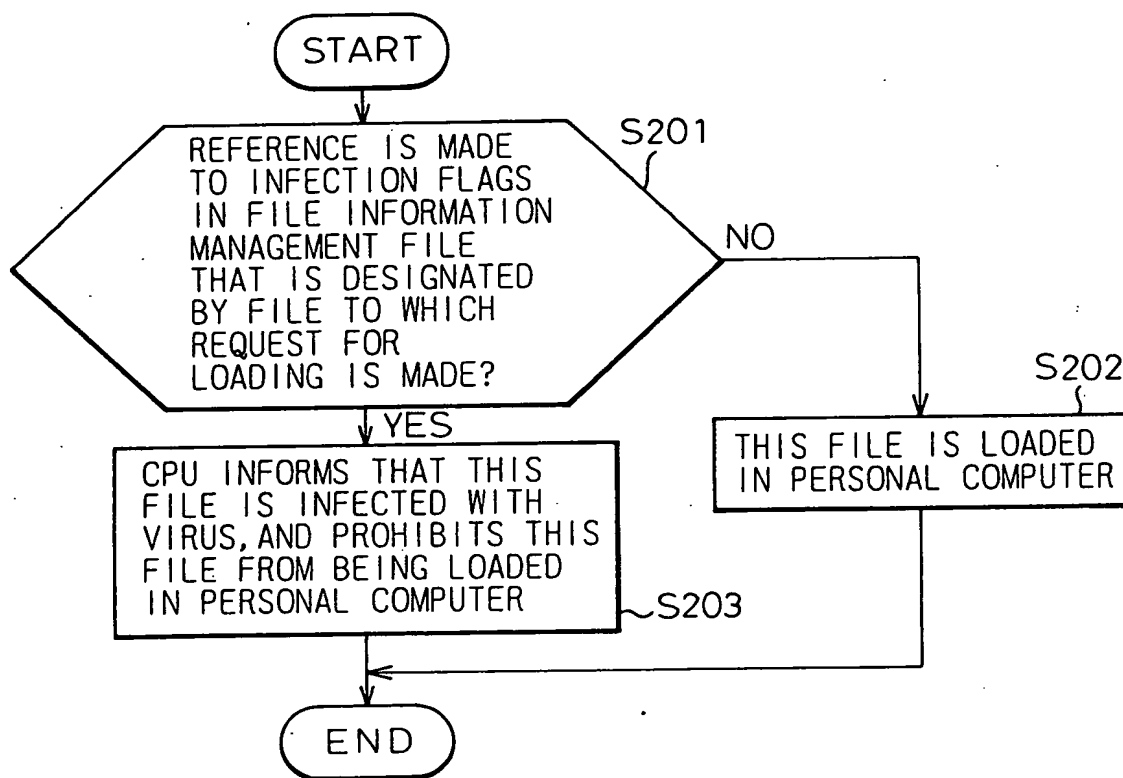 START
S201
REFERENCE IS MADE
TO INFECTION FLAGS
IN FILE INFORMATION
MANAGEMENT FILE
THAT IS DESIGNATED
BY FILE TO WHICH
REQUEST FOR
LOADING IS MADE?
NO
YES
S202
THIS FILE IS LOADED
IN PERSONAL COMPUTER
CPU INFORMS THAT THIS
FILE IS INFECTED WITH
VIRUS, AND PROHIBITS THIS
FILE FROM BEING LOADED
IN PERSONAL COMPUTER
S203
END